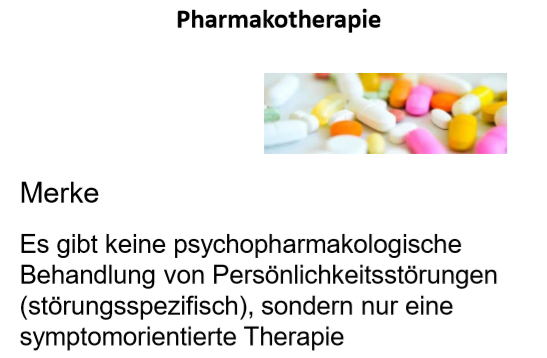 Pharmakotherapie
Merke
Es gibt keine psychopharmakologische
Behandlung von Persönlichkeitsstörungen
(störungsspezifisch), sondern nur eine
symptomorientierte Therapie